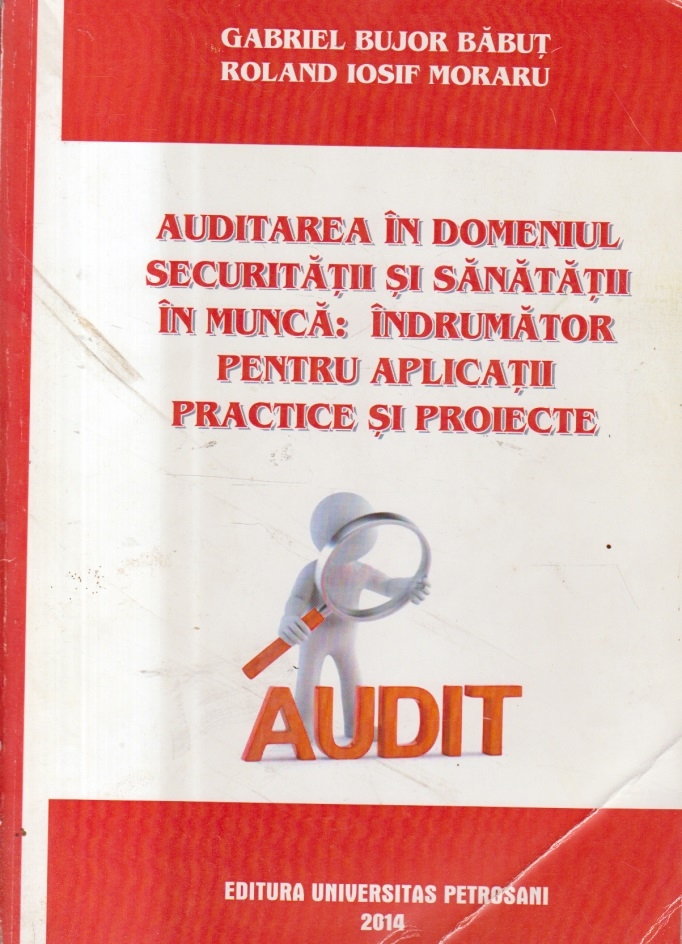 GABRIEL BUJOR BĂBUȚ
ROLAND IOSIF MORARU
AUDITAREA ÎN DOMENIUL
SECURITĂȚII ȘI SĂNĂTĂȚII
ÎN MUNCĂ: ÎNDRUMĂTOR
PENTRU APLICAȚII
PRACTICE ȘI PROIECTE
AUDIT
EDITURA UNIVERSITAS PETROSANI
2014